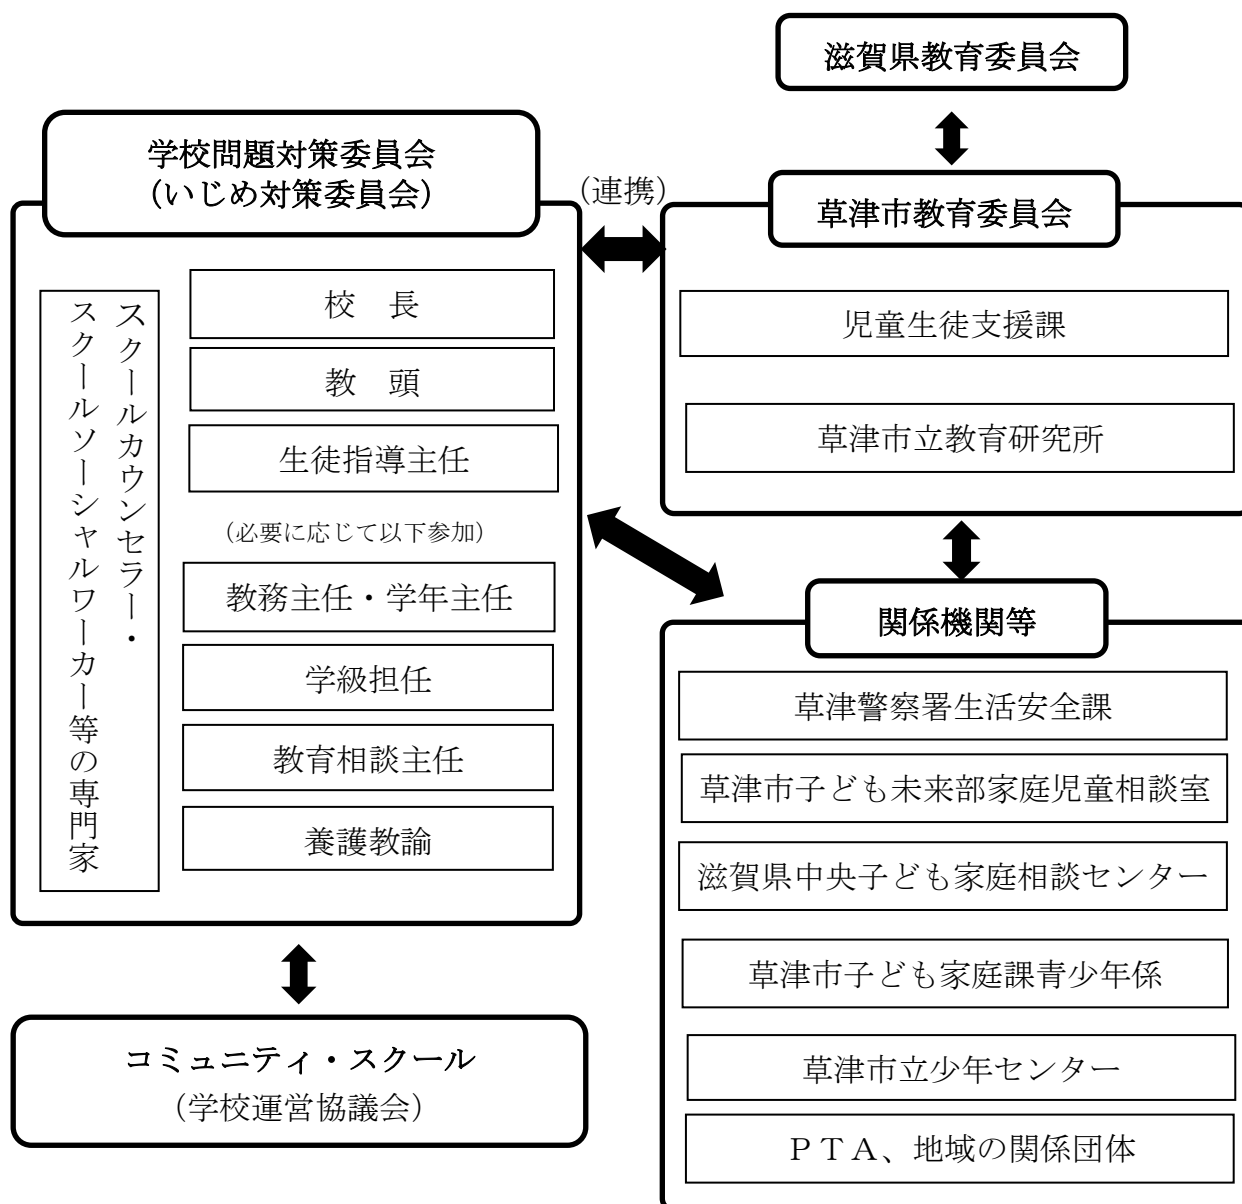 滋賀県教育委員会
学校問題対策委員会
（いじめ対策委員会）
（連携）
草津市教育委員会
スクールカウンセラー・
スクールソーシャルワーカー等の専門家
校　長
教　頭
生徒指導主任
（必要に応じて以下参加）
教務主任・学年主任
学級担任
教育相談主任
養護教諭
児童生徒支援課
草津市立教育研究所
関係機関等
草津警察署生活安全課
草津市子ども未来部家庭児童相談室
滋賀県中央子ども家庭相談センター
草津市子ども家庭課青少年係
草津市立少年センター
ＰＴＡ、地域の関係団体
コミュニティ・スクール
（学校運営協議会）